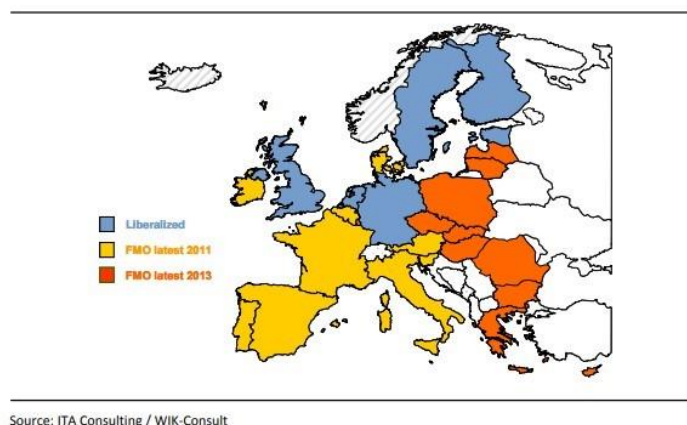 Liberalized
FMO latest 2011
FMO latest 2013
Source: ITA Consulting / WIK-Consult